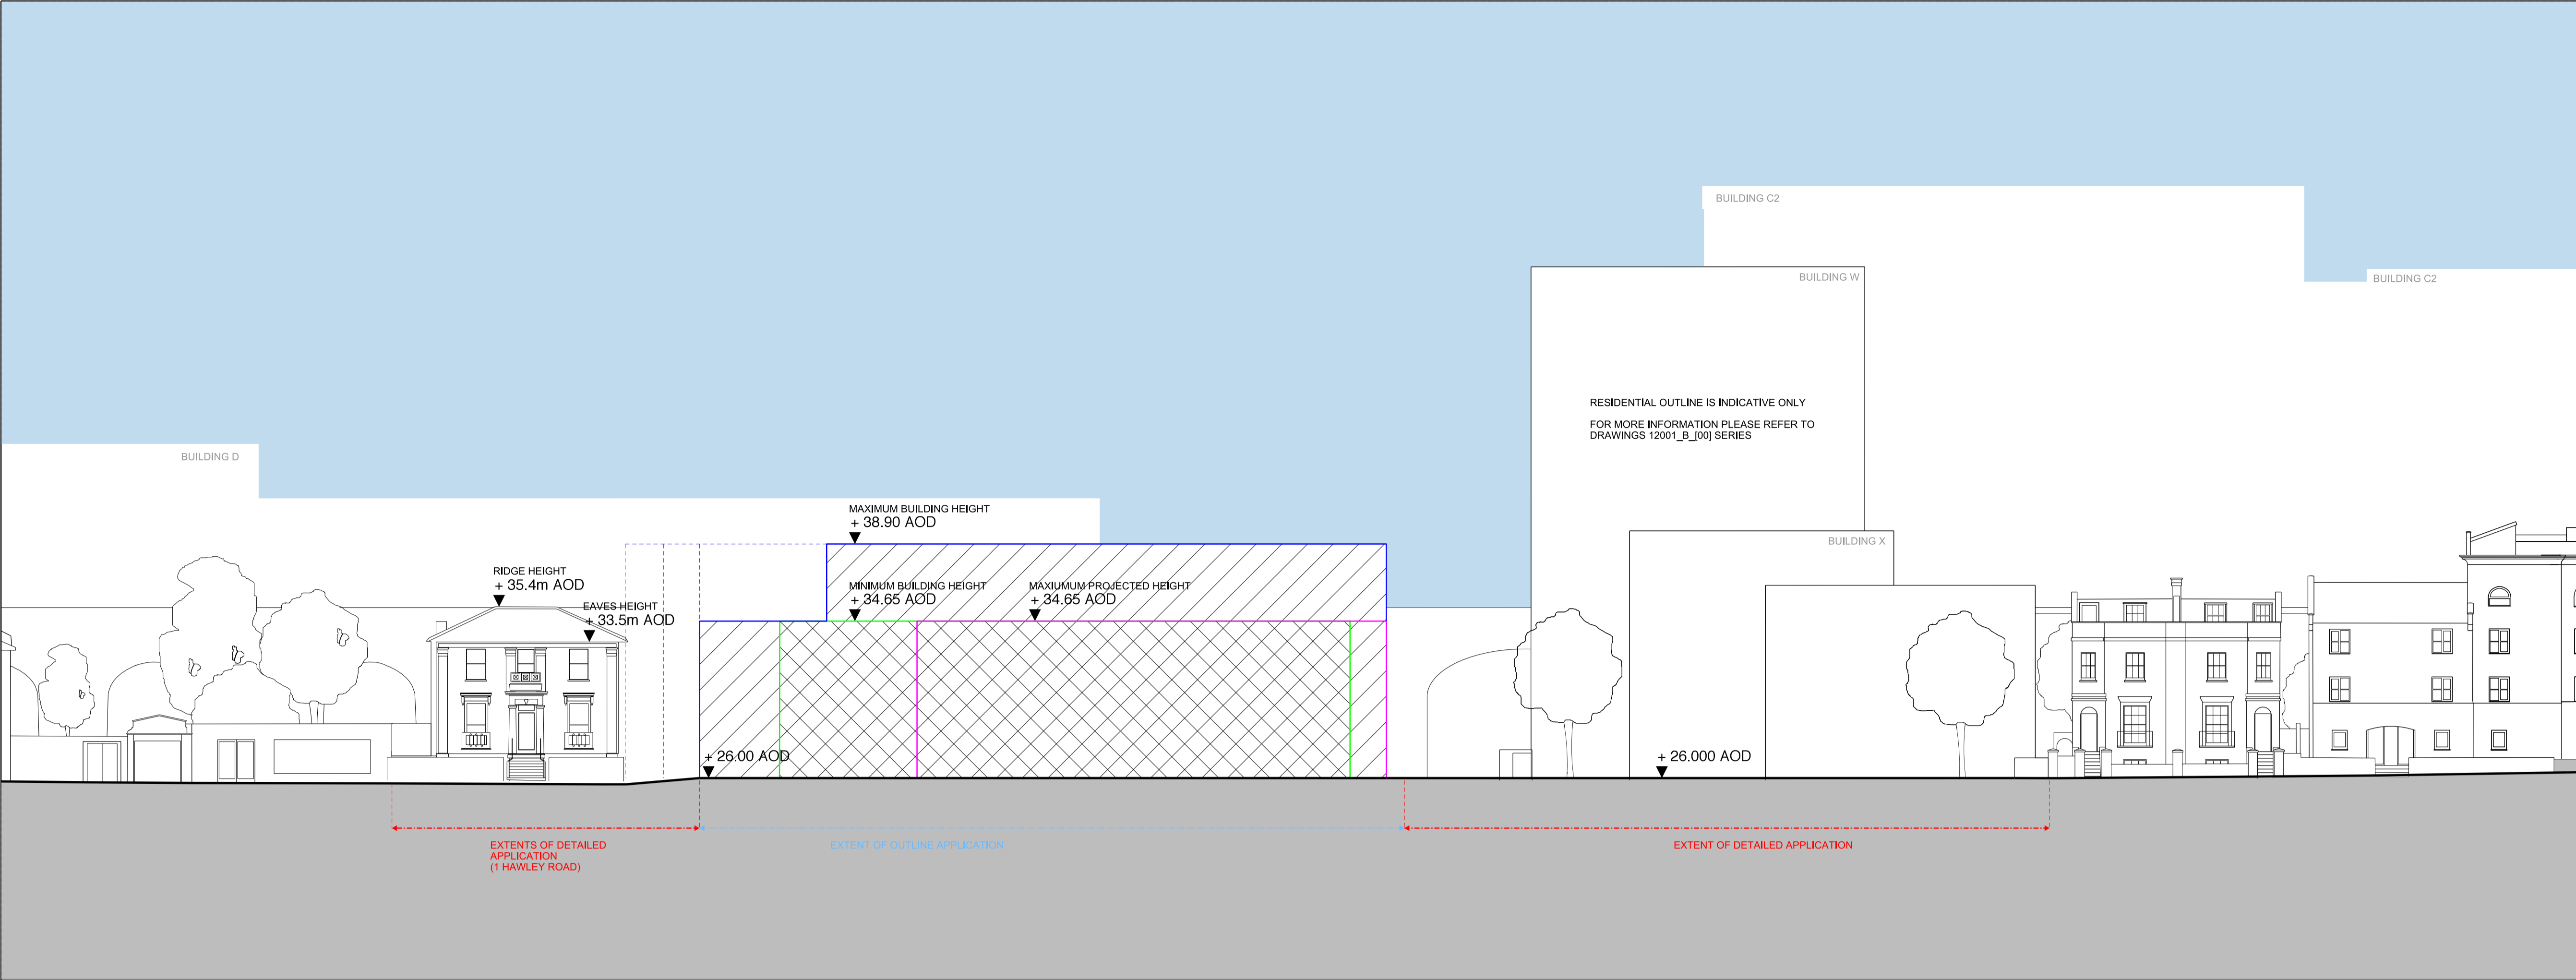 BUILDING C2
BUILDING W
BUILDING C2
RESIDENTIAL OUTLINE IS INDICATIVE ONLY
FOR MORE INFORMATION PLEASE REFER TO
DRAWINGS 12001_B_[00] SERIES
BUILDING D
MAXIMUM BUILDING HEIGHT
+ 38.90 AOD
BUILDING X
RIDGE HEIGHT
+ 35.4m AOD
MINIMUM BUILDING HEIGHT
+ 34.65 AOD
MAXIUMUM PROJECTED HEIGHT
+ 34.65 AOD
EAVES HEIGHT
+ 33.5m AOD
+ 26.00 AOD
+ 26.000 AOD
EXTENTS OF DETAILED
APPLICATION
(1 HAWLEY ROAD)
EXTENT OF OUTLINE APPLICATION
EXTENT OF DETAILED APPLICATION